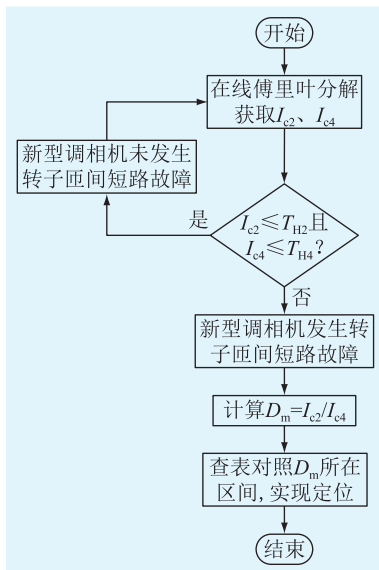 开始
在线傅里叶分解
获取Ic2、Ic4
新型调相机未发生
转子匝间短路故障
是
Ic2≤TH2且
Ic4≤TH4?
否
新型调相机发生转
子匝间短路故障
计算Dm=Ic2/Ic4
查表对照Dm所在
区间,实现定位
结束